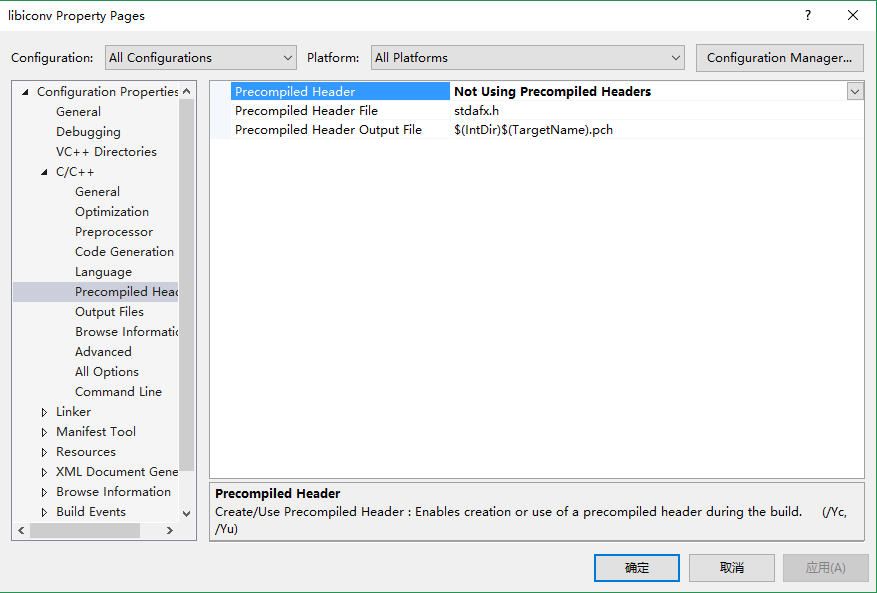 libiconv Property Pages
?
Configuration: All Configurations Platform: All Platforms Configuration Manager...
Configuration Properties
General
Debugging
VC++ Directories
C/C++
General
Optimization
Preprocessor
Code Generation
Language
Precompiled Head
Output Files
Browse Informatic
Advanced
All Options
Command Line
Linker
Manifest Tool
Resources
XML Document Gene
Browse Information
Build Events
Precompiled Header Not Using Precompiled Headers
Precompiled Header File stdafx.h
Precompiled Header Output File $(IntDir)$(TargetName).pch
Precompiled Header
Create/Use Precompiled Header : Enables creation or use of a precompiled header during the build. (/Yc,
/Yu)
确定 取消 应用(A)